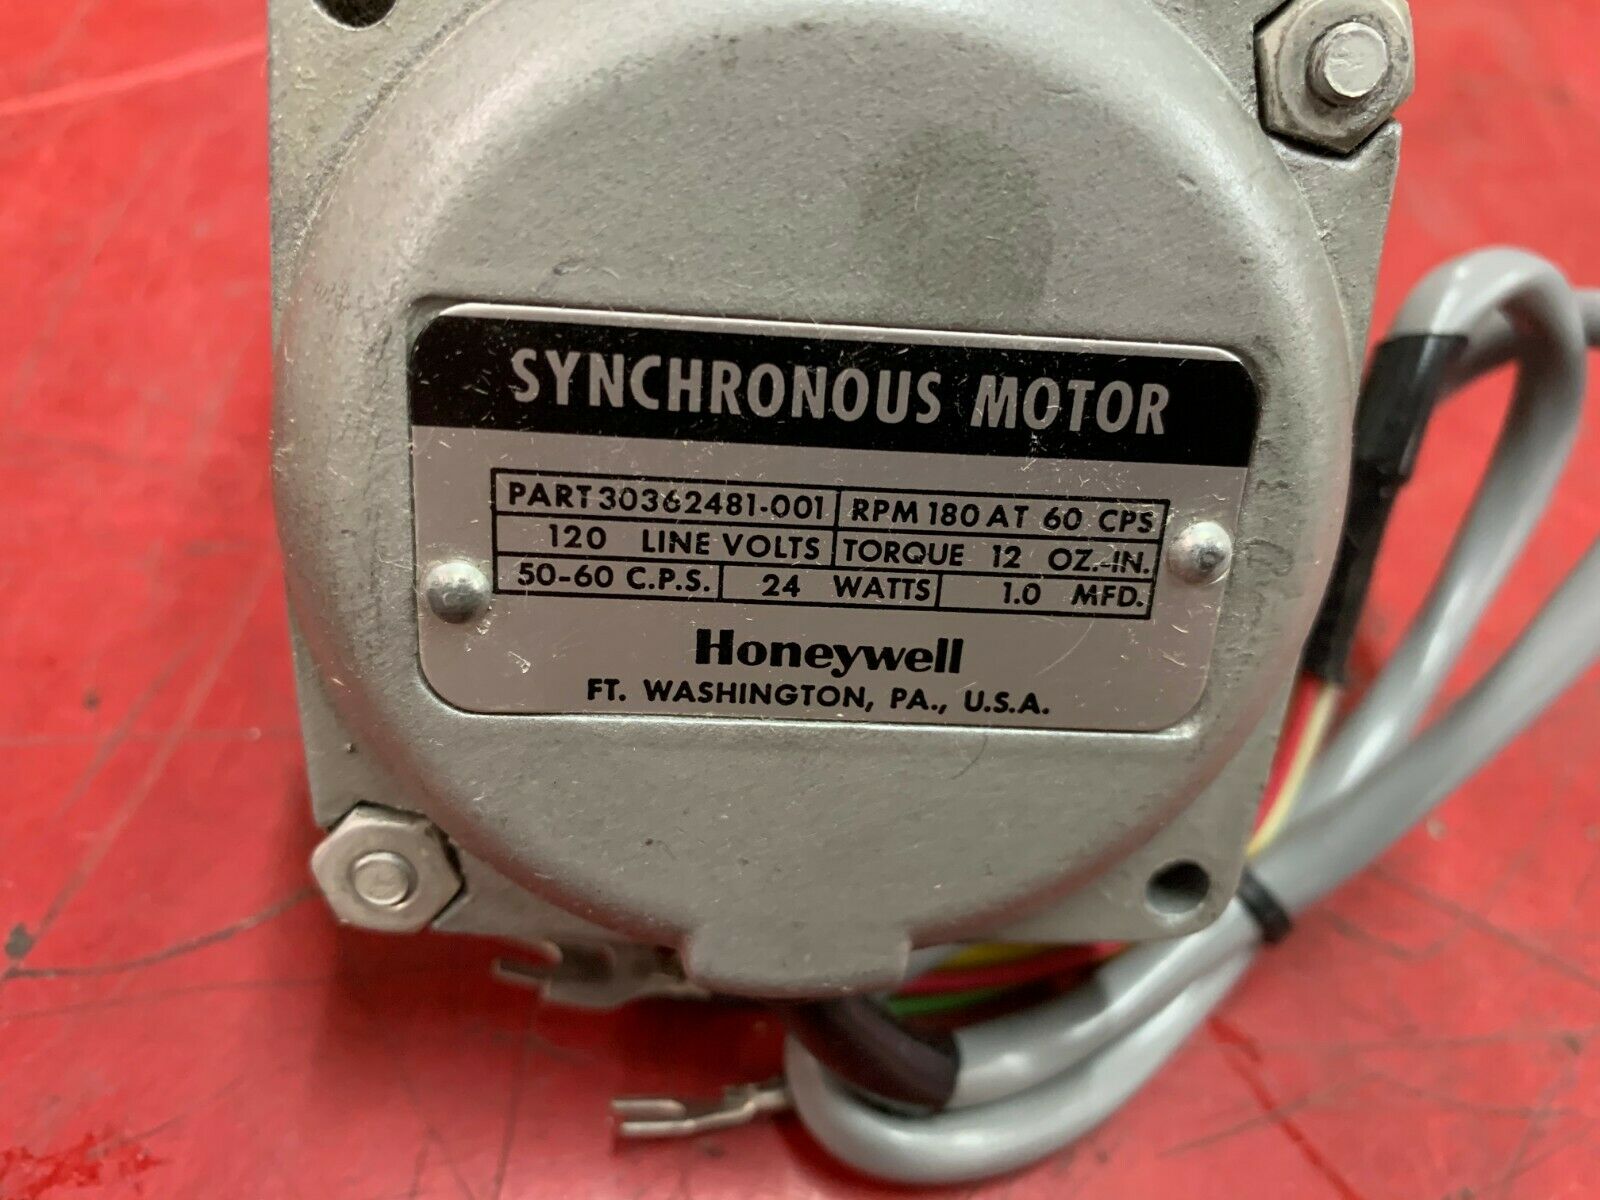 SYNCHRONOUS MOTOR
PART 30362481-001 RPM 180 AT 60 CPS
120 LINE VOLTS TORQUE 12 OZ.-IN.
50-60 C.P.S. 24 WATTS 1.0 MFD.
Honeywell
FT. WASHINGTON, PA., U.S.A.